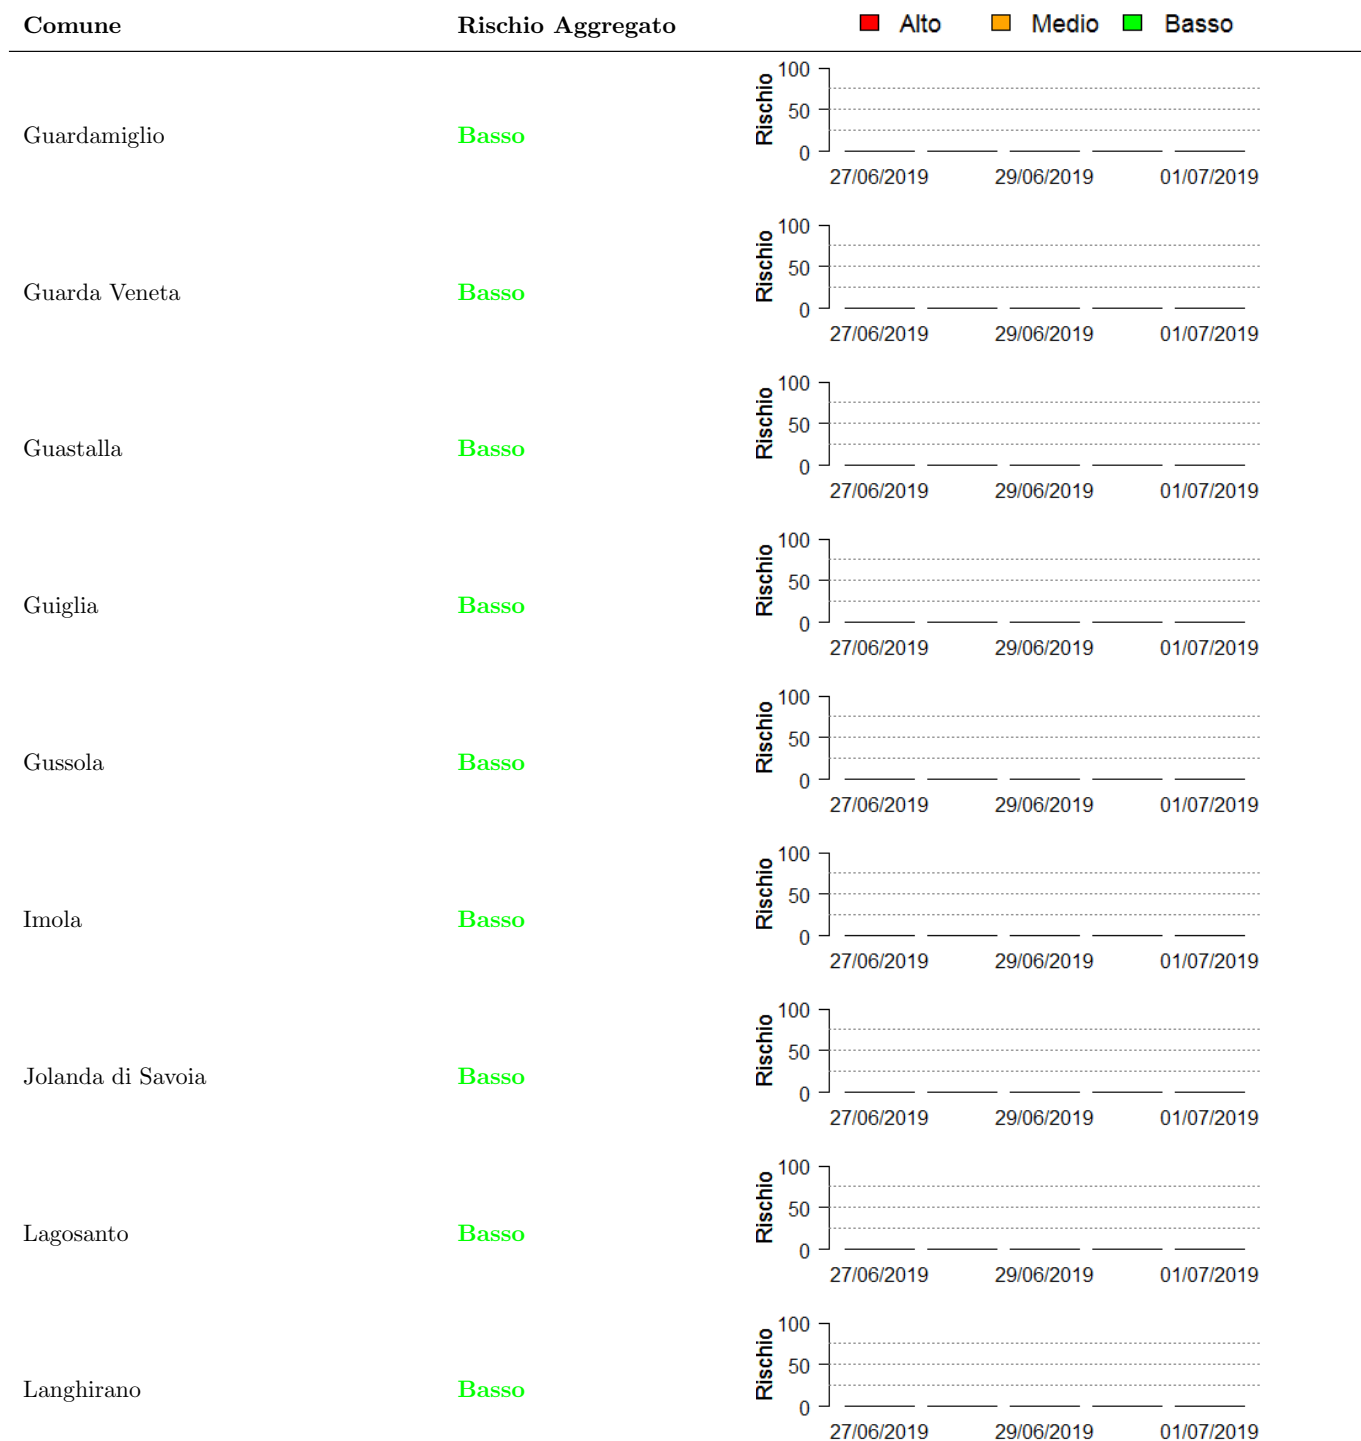 Comune Rischio Aggregato Alto Medio Basso
100
Rischio
50
Guardamiglio Basso
0
27/06/2019 29/06/2019 01/07/2019
100
Rischio
50
Guarda Veneta Basso
0
27/06/2019 29/06/2019 01/07/2019
100
Rischio
50
Guastalla Basso
0
27/06/2019 29/06/2019 01/07/2019
100
Rischio
50
Guiglia Basso
0
27/06/2019 29/06/2019 01/07/2019
100
Rischio
50
Gussola Basso
0
27/06/2019 29/06/2019 01/07/2019
100
Rischio
50
Imola Basso
0
27/06/2019 29/06/2019 01/07/2019
100
Rischio
50
Jolanda di Savoia Basso
0
27/06/2019 29/06/2019 01/07/2019
100
Rischio
50
Lagosanto Basso
0
27/06/2019 29/06/2019 01/07/2019
100
Rischio
50
Langhirano Basso
0
27/06/2019 29/06/2019 01/07/2019